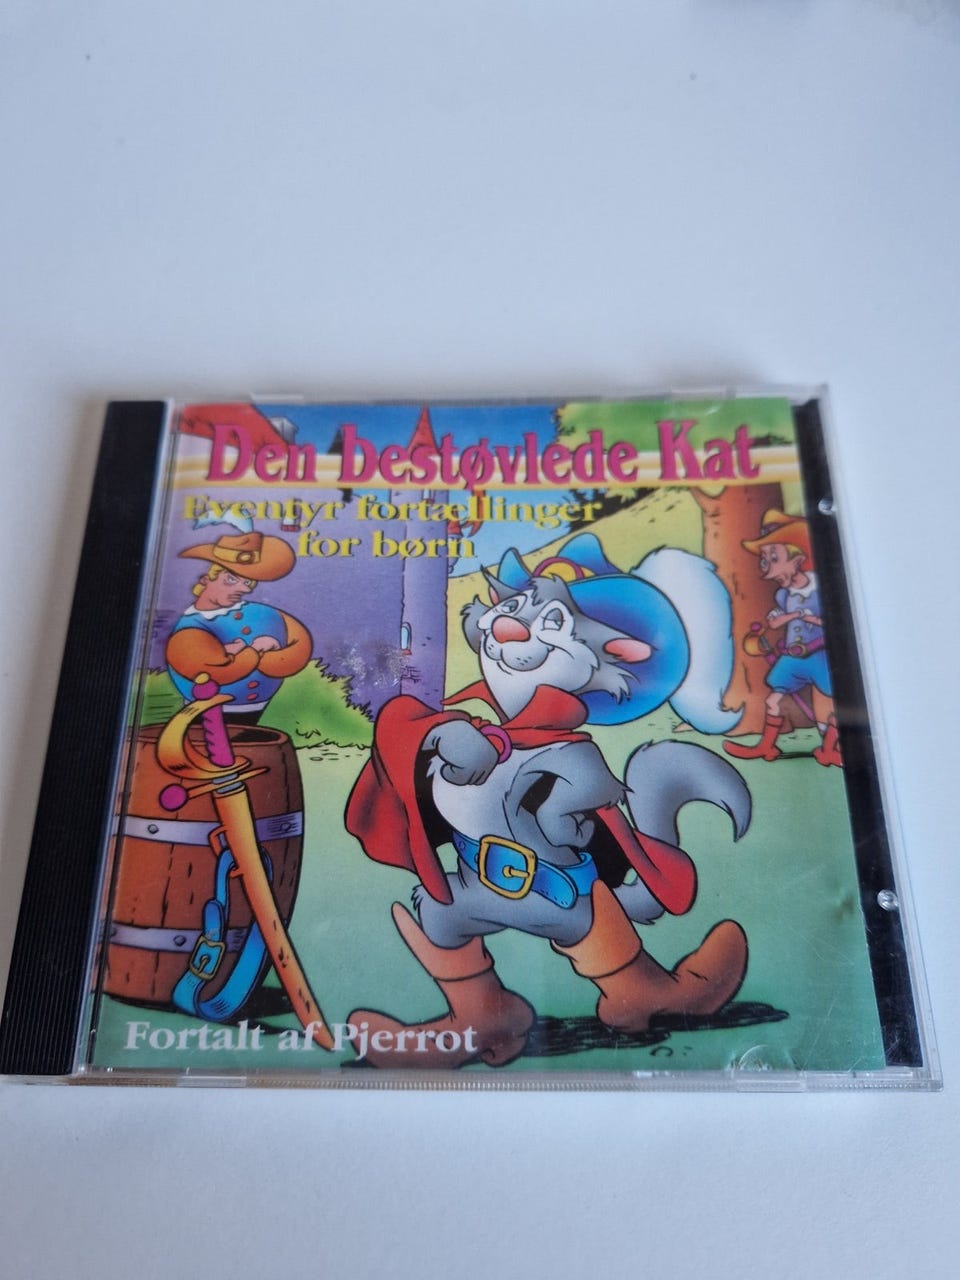 Den bestøvlede Kat
Eventyr fortællinger
for børn
Fortalt af Pjerrot